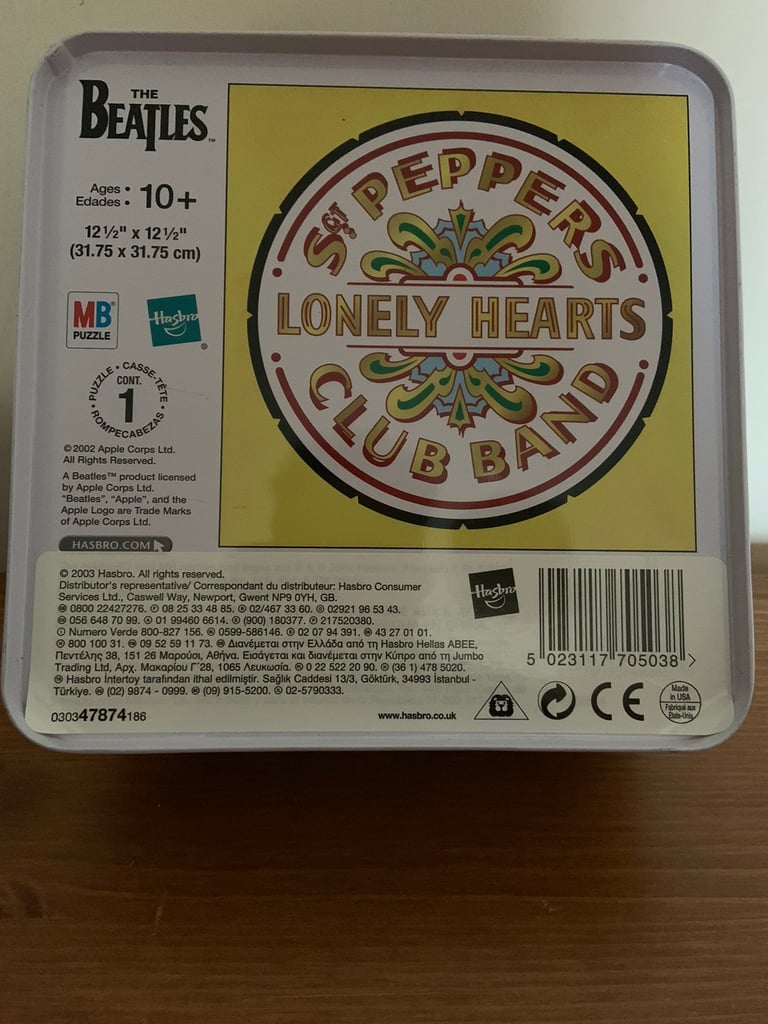 THE
BEATLES™
Ages •
Edades • 10+
12 ½" x 12 ½"
(31.75 x 31.75 cm)
MB®
PUZZLE
Hasbro®
• PUZZLE • CASSE-TÊTE • ROMPECABEZAS
CONT.
1
© 2002 Apple Corps Ltd.
All Rights Reserved.
A Beatles™ product licensed
by Apple Corps Ltd.
"Beatles", "Apple", and the
Apple Logo are Trade Marks
of Apple Corps Ltd.
HASBRO.COM
SGT. PEPPERS
LONELY HEARTS
CLUB BAND
© 2003 Hasbro. All rights reserved.
Distributor's representative/ Correspondant du distributeur: Hasbro Consumer
Services Ltd., Caswell Way, Newport, Gwent NP9 0YH, GB.
0800 22427276. 08 25 33 48 85. 02/467 33 60. 02921 96 53 43.
056 648 70 99. 01 99460 6614. (900) 180377. 217520380.
Numero Verde 800-827 156. 0599-586146. 02 07 94 391. 43 27 01 01.
800 100 31. 09 52 59 11 73. Διανέμεται στην Ελλάδα από τη Hasbro Hellas ABEE,
Πεντέλης 38, 151 26 Μαρούσι, Αθήνα. Εισάγεται και διανέμεται στην Κύπρο από τη Jumbo
Trading Ltd, Αρχ. Μακαρίου Γ΄28, 1065 Λευκωσία. 0 22 522 20 90. (36 1) 478 5020.
Hasbro İntertoy tarafından ithal edilmiştir. Sağlık Caddesi 13/3, Göktürk, 34993 İstanbul -
Türkiye. (02) 9874 - 0999. (09) 915-5200. 02-5790333.
030347874186
www.hasbro.co.uk
Hasbro
5 023117 705038 >
CE
Made
in USA
Fabriqué aux
États-Unis